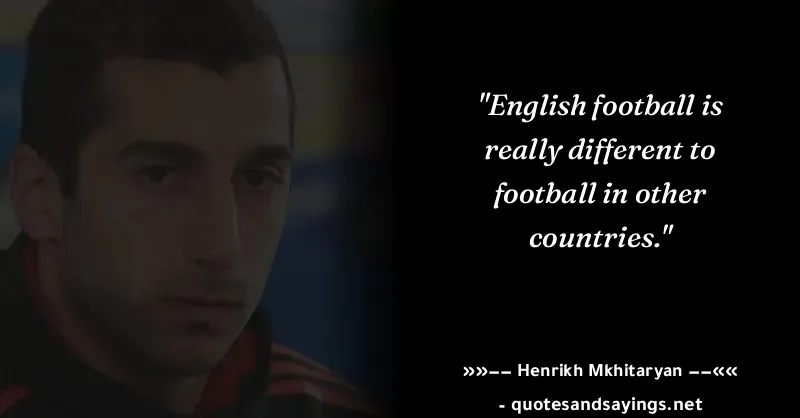 "English football is
really different to
football in other
countries."
»»–– Henrikh Mkhitaryan ––««
- quotesandsayings.net